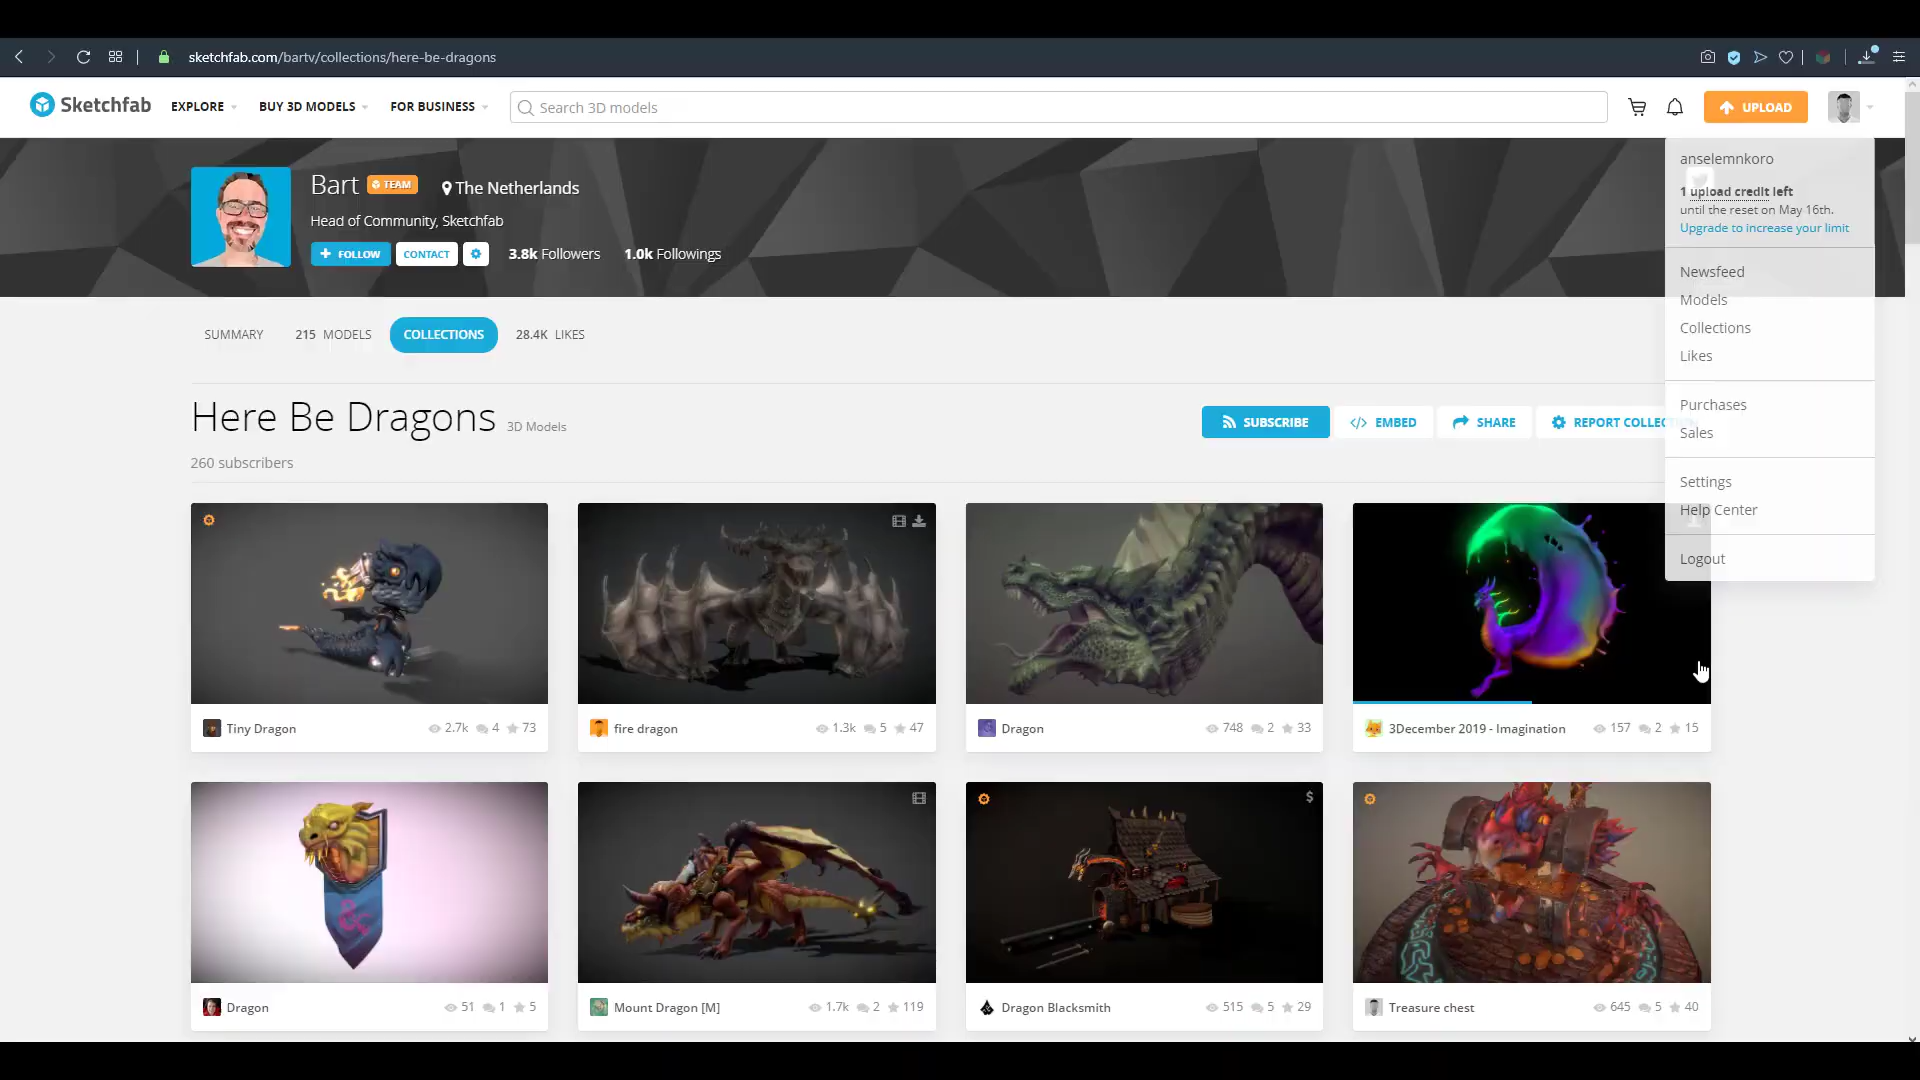 sketchfab.com/bartv/collections/here-be-dragons
Sketchfab EXPLORE BUY 3D MODELS FOR BUSINESS Search 3D models UPLOAD
anselemnkoro
1 upload credit left
until the reset on May 16th.
Upgrade to increase your limit
Newsfeed
Models
Collections
Likes
Purchases
Sales
Settings
Help Center
Logout
Bart TEAM The Netherlands
Head of Community, Sketchfab
FOLLOW CONTACT 3.8k Followers 1.0k Followings
SUMMARY 215 MODELS COLLECTIONS 28.4K LIKES
Here Be Dragons 3D Models
SUBSCRIBE EMBED SHARE REPORT COLLECTI
260 subscribers
Tiny Dragon 2.7k 4 73
fire dragon 1.3k 5 47
Dragon 748 2 33
3December 2019 - Imagination 157 2 15
$
Dragon 51 1 5
Mount Dragon [M] 1.7k 2 119
Dragon Blacksmith 515 5 29
Treasure chest 645 5 40